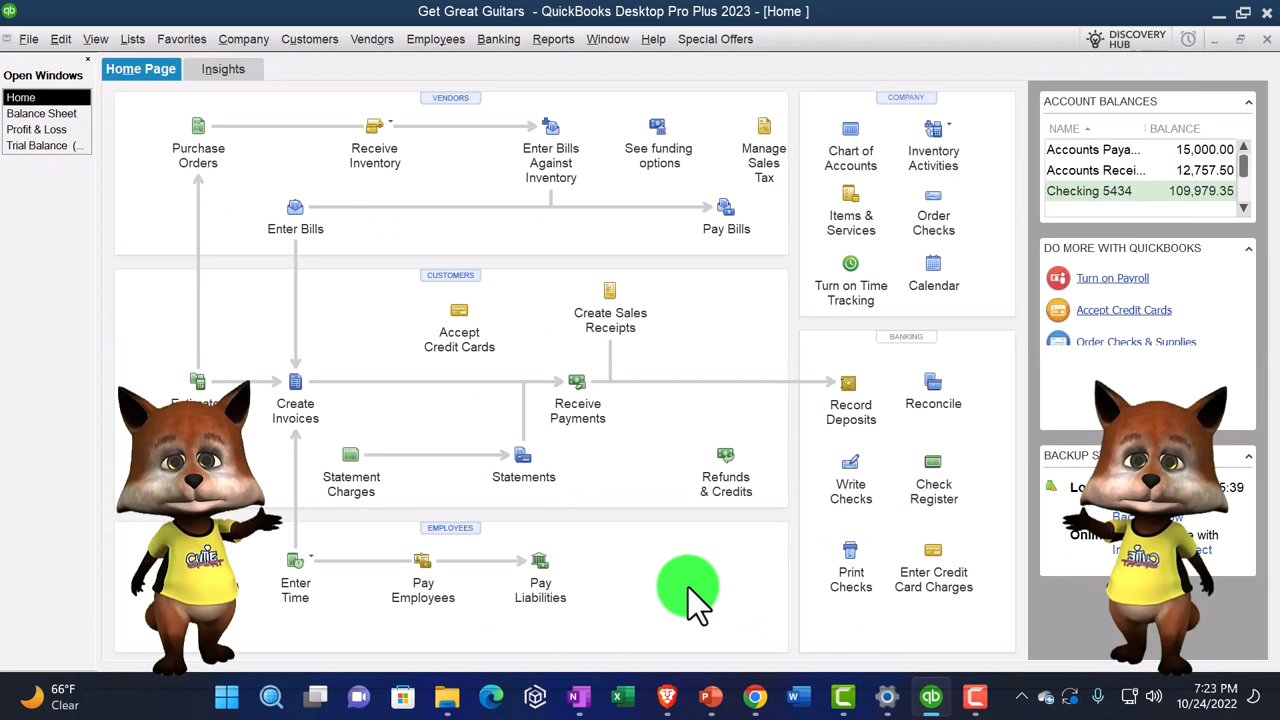 Get Great Guitars - QuickBooks Desktop Pro Plus 2023 - [Home ]
File Edit View Lists Favorites Company Customers Vendors Employees Banking Reports Window Help Special Offers
DISCOVERY
HUB
Open Windows
Home
Balance Sheet
Profit & Loss
Trial Balance (...
Home Page
Insights
VENDORS
Purchase
Orders
Receive
Inventory
Enter Bills
Against
Inventory
See funding
options
Manage
Sales
Tax
Enter Bills
Pay Bills
CUSTOMERS
Accept
Credit Cards
Create Sales
Receipts
Create
Invoices
Receive
Payments
Statement
Charges
Statements
Refunds
& Credits
EMPLOYEES
Enter
Time
Pay
Employees
Pay
Liabilities
COMPANY
Chart of
Accounts
Inventory
Activities
Items &
Services
Order
Checks
Turn on Time
Tracking
Calendar
BANKING
Record
Deposits
Reconcile
Write
Checks
Check
Register
Print
Checks
Enter Credit
Card Charges
ACCOUNT BALANCES
NAME BALANCE
Accounts Paya... 15,000.00
Accounts Recei... 12,757.50
Checking 5434 109,979.35
DO MORE WITH QUICKBOOKS
Turn on Payroll
Accept Credit Cards
Order Checks & Supplies
BACKUP S
Lo 5:39
with
66°F
Clear
7:23 PM
10/24/2022